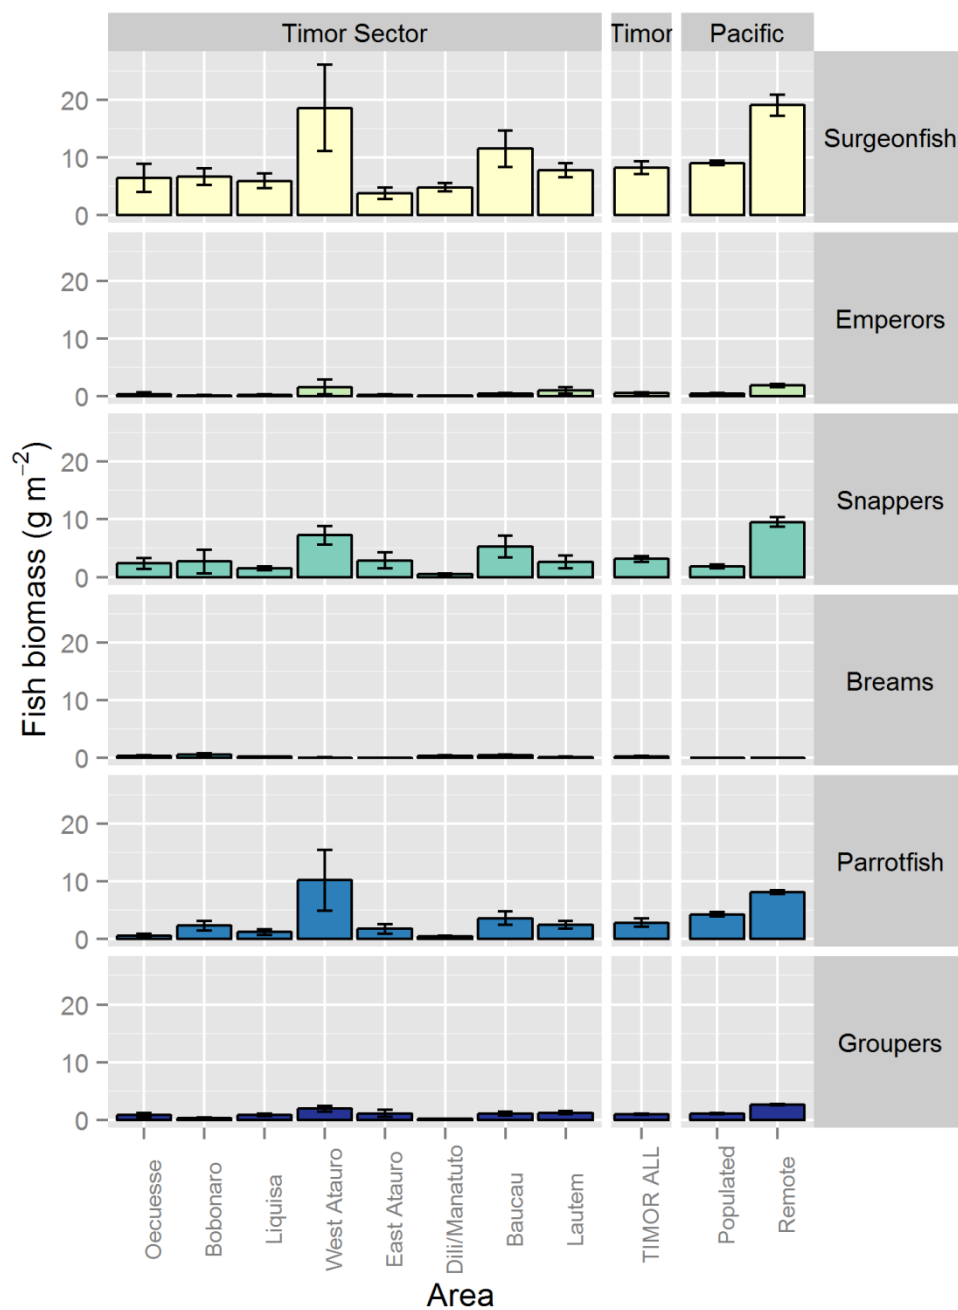 Timor Sector
Timor
Pacific
20
10
0
Surgeonfish
20
10
0
Emperors
20
10
0
Snappers
20
10
0
Breams
20
10
0
Parrotfish
20
10
0
Groupers
Fish biomass (g m⁻²)
Oecuesse
Bobonaro
Liquisa
West Atauro
East Atauro
Dili/Manatuto
Baucau
Lautem
TIMOR ALL
Populated
Remote
Area